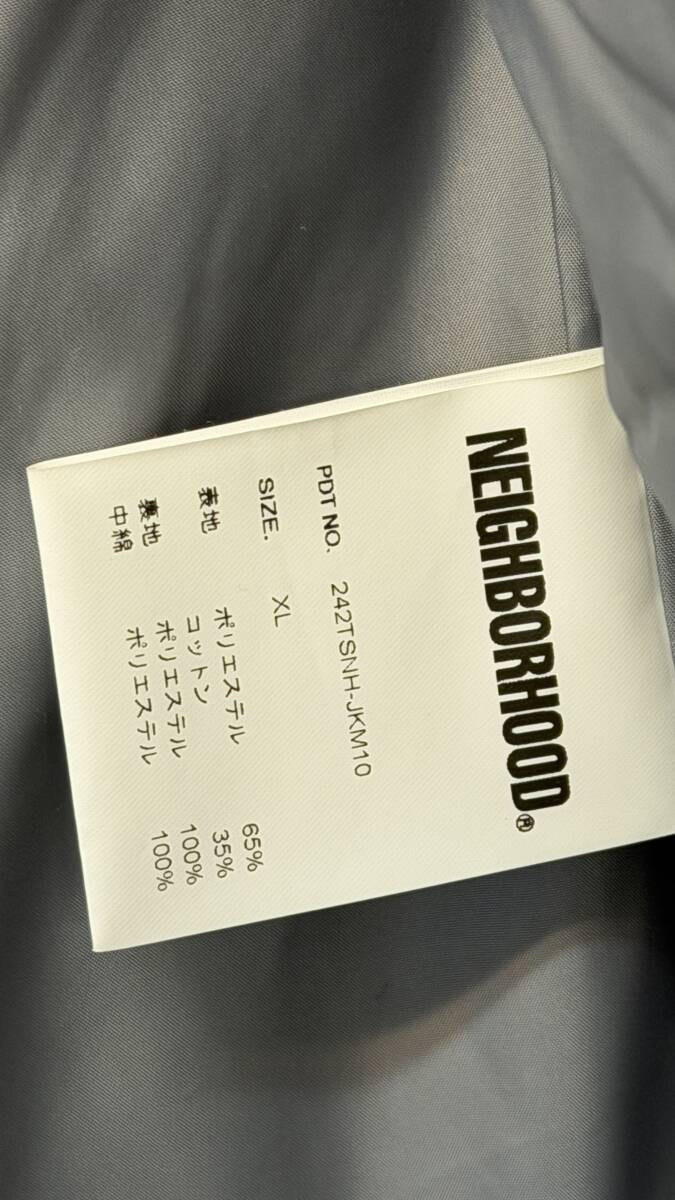 NEIGHBORHOOD®
PDT NO. 242TSNH-JKM10
SIZE. XL
表地 ポリエステル 65%
コットン 35%
裏地 ポリエステル 100%
中綿 ポリエステル 100%